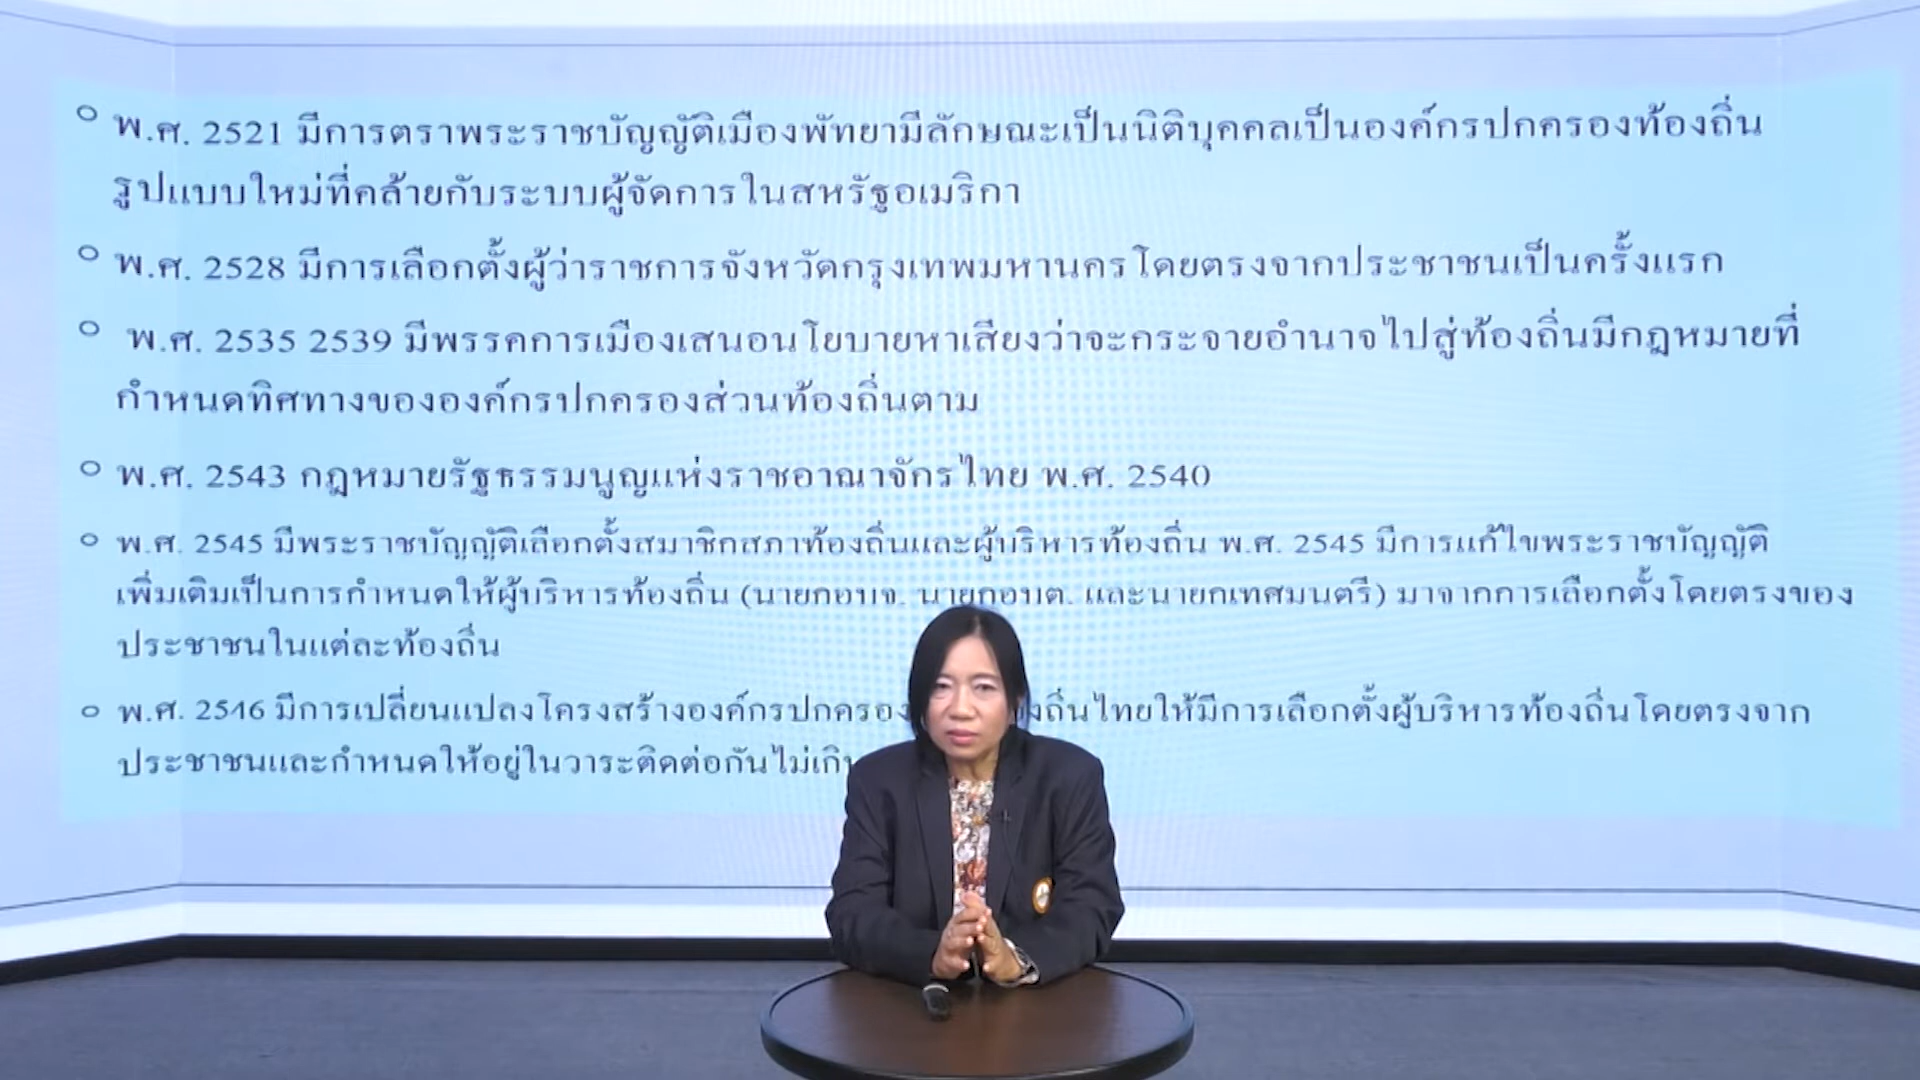 พ.ศ. 2521 มีการตราพระราชบัญญัติเมืองพัทยามีลักษณะเป็นนิติบุคคลเป็นองค์กรปกครองท้องถิ่น
รูปแบบใหม่ที่คล้ายกับระบบผู้จัดการในสหรัฐอเมริกา
พ.ศ. 2528 มีการเลือกตั้งผู้ว่าราชการจังหวัดกรุงเทพมหานครโดยตรงจากประชาชนเป็นครั้งแรก
พ.ศ. 2535 2539 มีพรรคการเมืองเสนอนโยบายหาเสียงว่าจะกระจายอำนาจไปสู่ท้องถิ่นมีกฎหมายที่
กำหนดทิศทางขององค์กรปกครองส่วนท้องถิ่นตาม
พ.ศ. 2543 กฎหมายรัฐธรรมนูญแห่งราชอาณาจักรไทย พ.ศ. 2540
พ.ศ. 2545 มีพระราชบัญญัติเลือกตั้งสมาชิกสภาท้องถิ่นและผู้บริหารท้องถิ่น พ.ศ. 2545 มีการแก้ไขพระราชบัญญัติ
เพิ่มเติมเป็นการกำหนดให้ผู้บริหารท้องถิ่น (นายกอบจ. นายกอบต. และนายกเทศมนตรี) มาจากการเลือกตั้งโดยตรงของ
ประชาชนในแต่ละท้องถิ่น
พ.ศ. 2546 มีการเปลี่ยนแปลงโครงสร้างองค์กรปกครอง ถิ่นไทยให้มีการเลือกตั้งผู้บริหารท้องถิ่นโดยตรงจาก
ประชาชนและกำหนดให้อยู่ในวาระติดต่อกันไม่เกิน